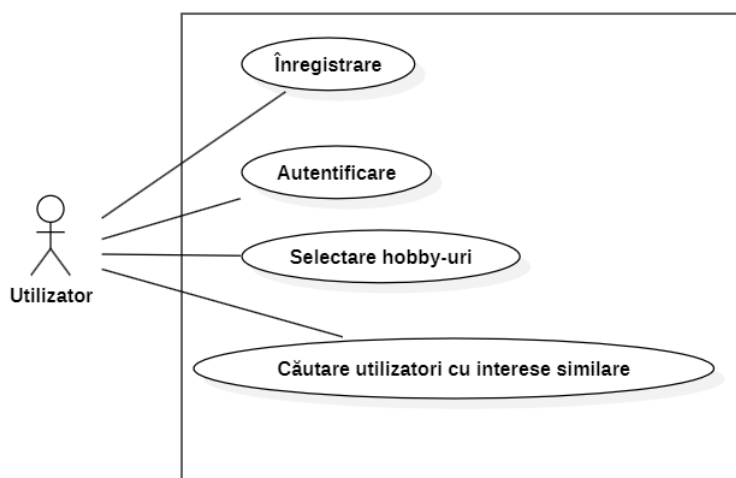 Înregistrare
Autentificare
Selectare hobby-uri
Utilizator
Căutare utilizatori cu interese similare